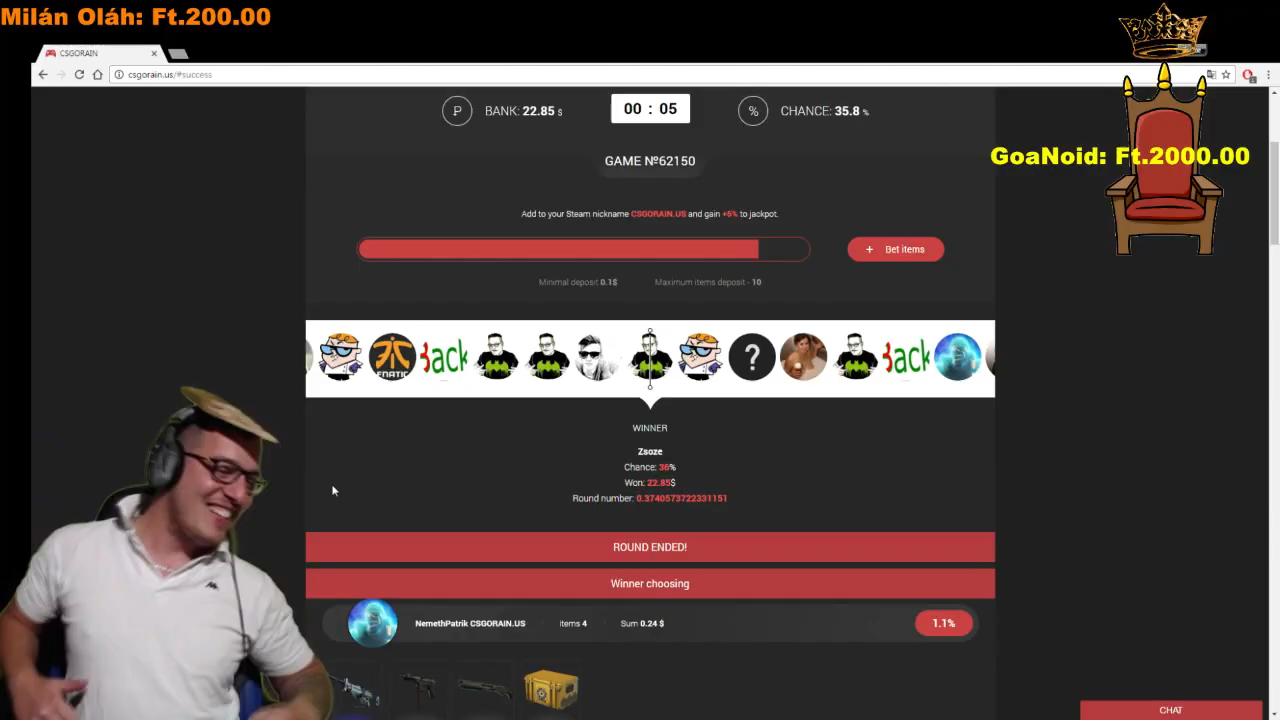 Milán Oláh: Ft.200.00
CSGORAIN
csgorain.us/#success
₽ BANK: 22.85 $
00 : 05
% CHANCE: 35.8 %
GAME №62150
GoaNoid: Ft.2000.00
Add to your Steam nickname CSGORAIN.US and gain +5% to jackpot.
+ Bet items
Minimal deposit 0.1$
Maximum items deposit - 10
FNATIC
Back
?
Back
WINNER
Zsoze
Chance: 36%
Won: 22.85$
Round number: 0.3740573722331151
ROUND ENDED!
Winner choosing
NemethPatrik CSGORAIN.US
Items 4
Sum 0.24 $
1.1%
CHAT